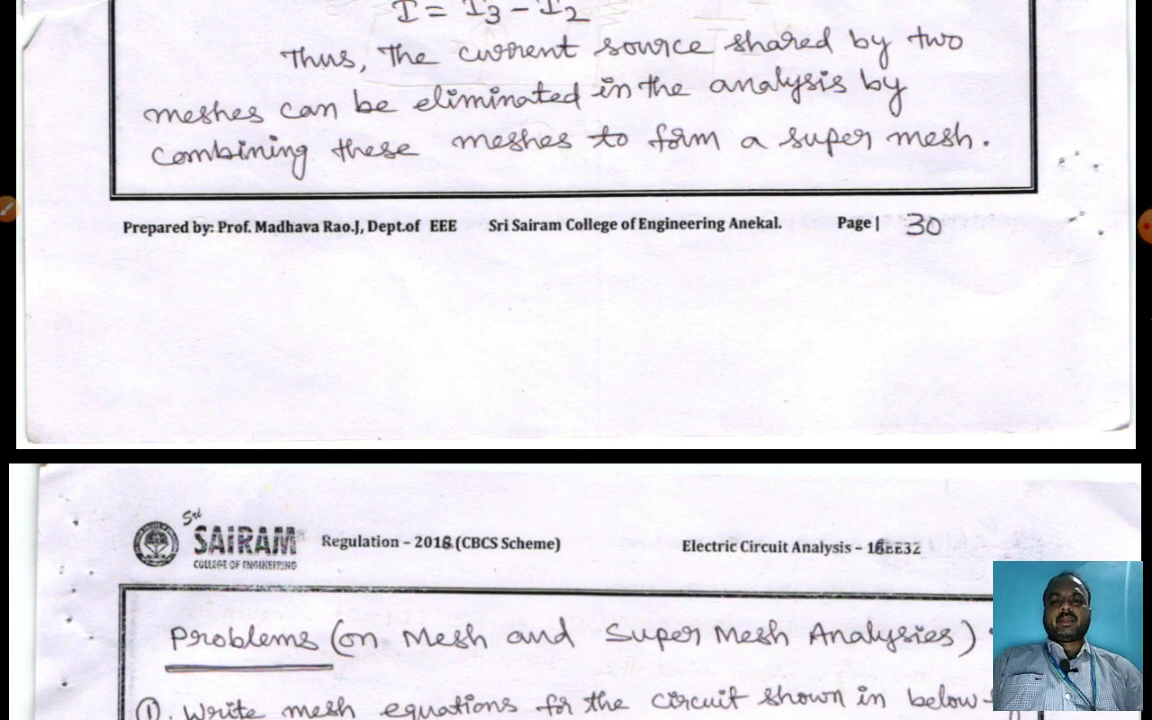 I = I3 - I2
Thus, the current source shared by two
meshes can be eliminated in the analysis by
combining these meshes to form a super mesh.
Prepared by: Prof. Madhava Rao.J, Dept.of EEE Sri Sairam College of Engineering Anekal. Page | 30
Sri
SAIRAM
COLLEGE OF ENGINEERING
Regulation – 2018 (CBCS Scheme) Electric Circuit Analysis – 18EE32
Problems (on Mesh and Super Mesh Analysies)
①. Write mesh equations for the circuit shown in below